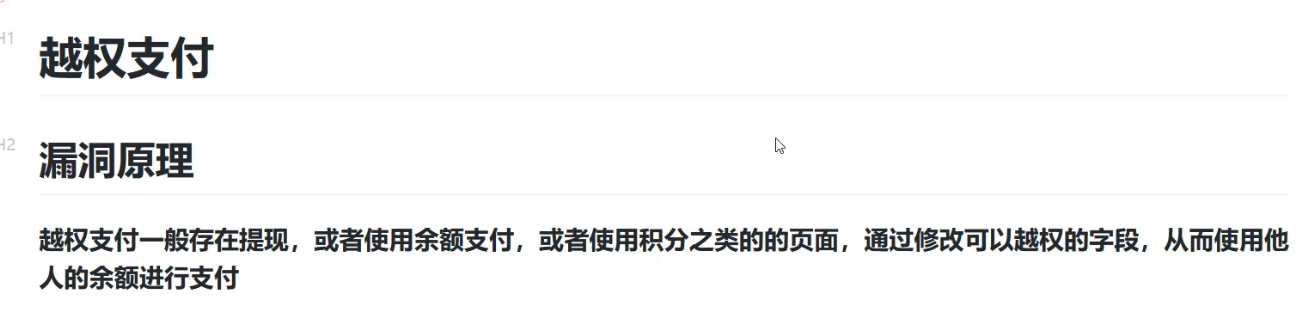 H1
越权支付
H2
漏洞原理
越权支付一般存在提现，或者使用余额支付，或者使用积分之类的的页面，通过修改可以越权的字段，从而使用他
人的余额进行支付